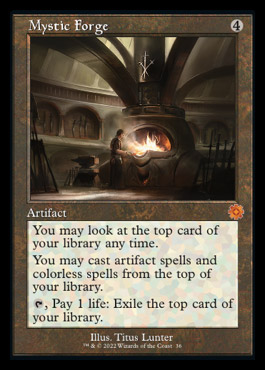 Mystic Forge 4
Artifact
You may look at the top card of
your library any time.
You may cast artifact spells and
colorless spells from the top of
your library.
, Pay 1 life: Exile the top card of
your library.
Illus. Titus Lunter
™ & © 2022 Wizards of the Coast 36